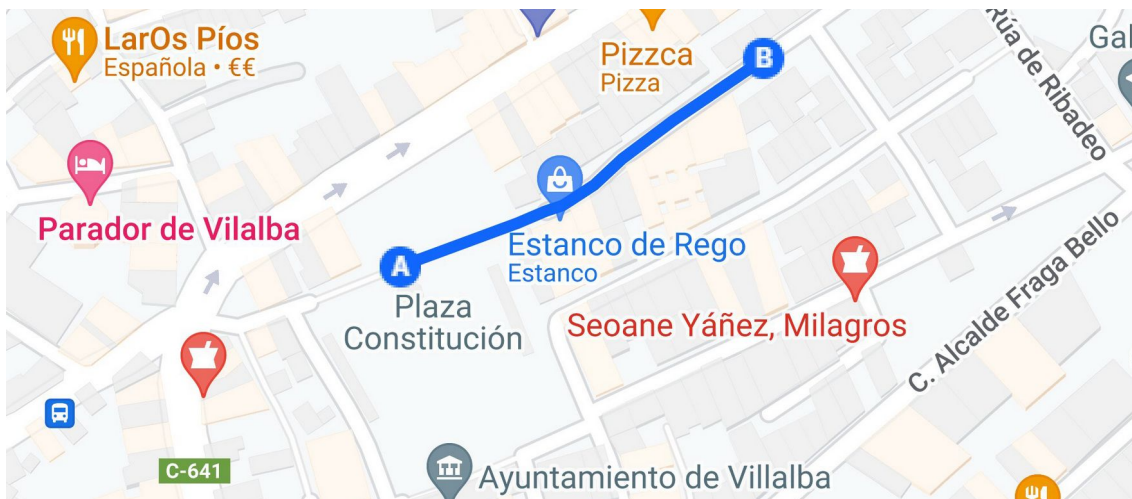 LarOs Píos
Española • €€
Pizzca
Pizza
B
Rúa de Ribadeo
Gal
Parador de Vilalba
A
Estanco de Rego
Estanco
Plaza
Constitución
Seoane Yáñez, Milagros
C. Alcalde Fraga Bello
C-641
Ayuntamiento de Villalba